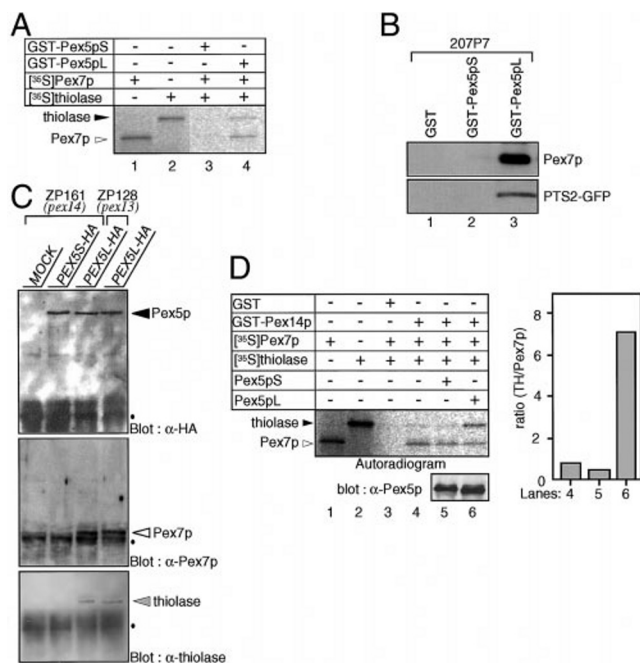 A
GST-Pex5pS - - + -
GST-Pex5pL - - - +
[³⁵S]Pex7p + - + +
[³⁵S]thiolase - + + +
thiolase
Pex7p
1 2 3 4
B
207P7
GST
GST-Pex5pS
GST-Pex5pL
Pex7p
PTS2-GFP
1 2 3
C
ZP161 ZP128
(pex14) (pex13)
MOCK
PEX5S-HA
PEX5L-HA
PEX5L-HA
Pex5p
Blot : α-HA
Pex7p
Blot : α-Pex7p
thiolase
Blot : α-thiolase
D
GST - - + - - -
GST-Pex14p - - - + + +
[³⁵S]Pex7p + - + + + +
[³⁵S]thiolase - + + + + +
Pex5pS - - - - + -
Pex5pL - - - - - +
thiolase
Pex7p
Autoradiogram
blot : α-Pex5p
1 2 3 4 5 6
ratio (TH/Pex7p)
8
6
4
2
0
Lanes: 4 5 6